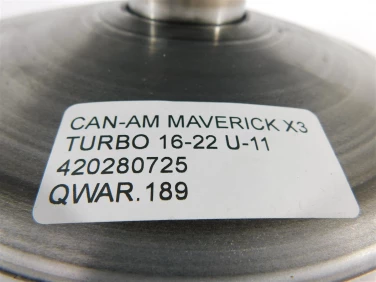 CAN-AM MAVERICK X3
TURBO 16-22 U-11
420280725
QWAR.189